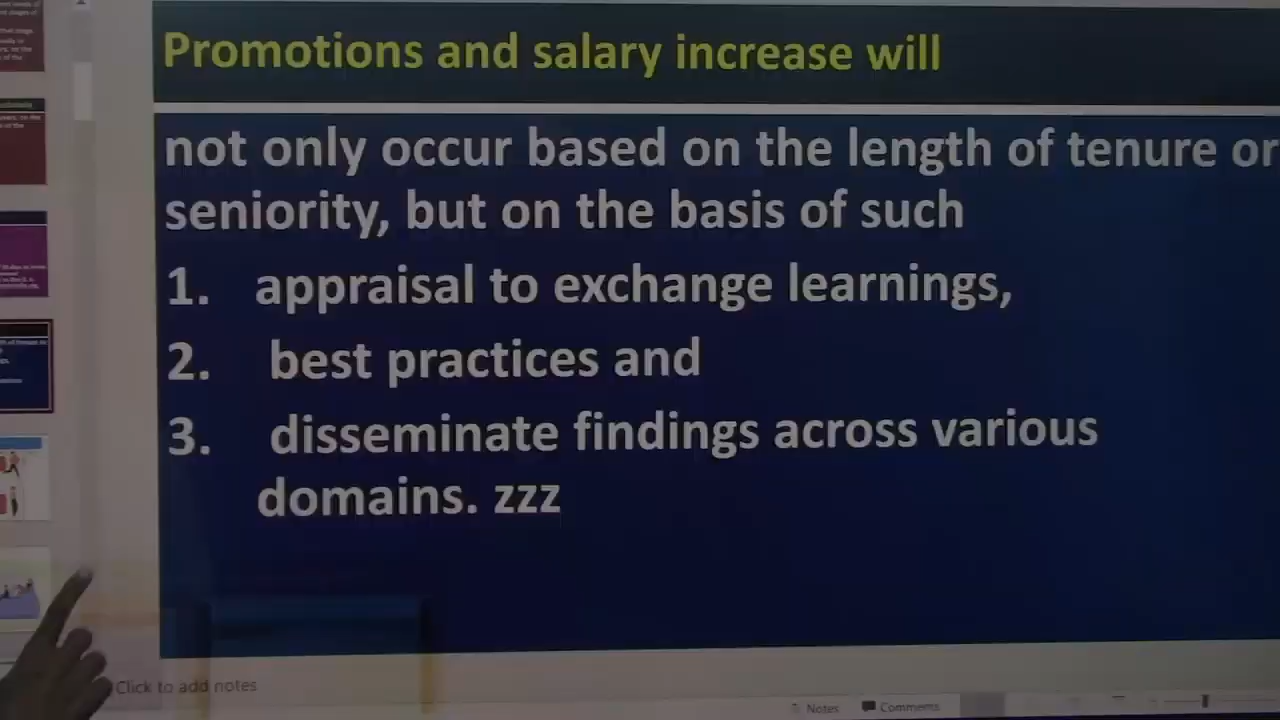 Promotions and salary increase will
not only occur based on the length of tenure or
seniority, but on the basis of such
1. appraisal to exchange learnings,
2. best practices and
3. disseminate findings across various
domains. zzz
Click to add notes
Notes Comments